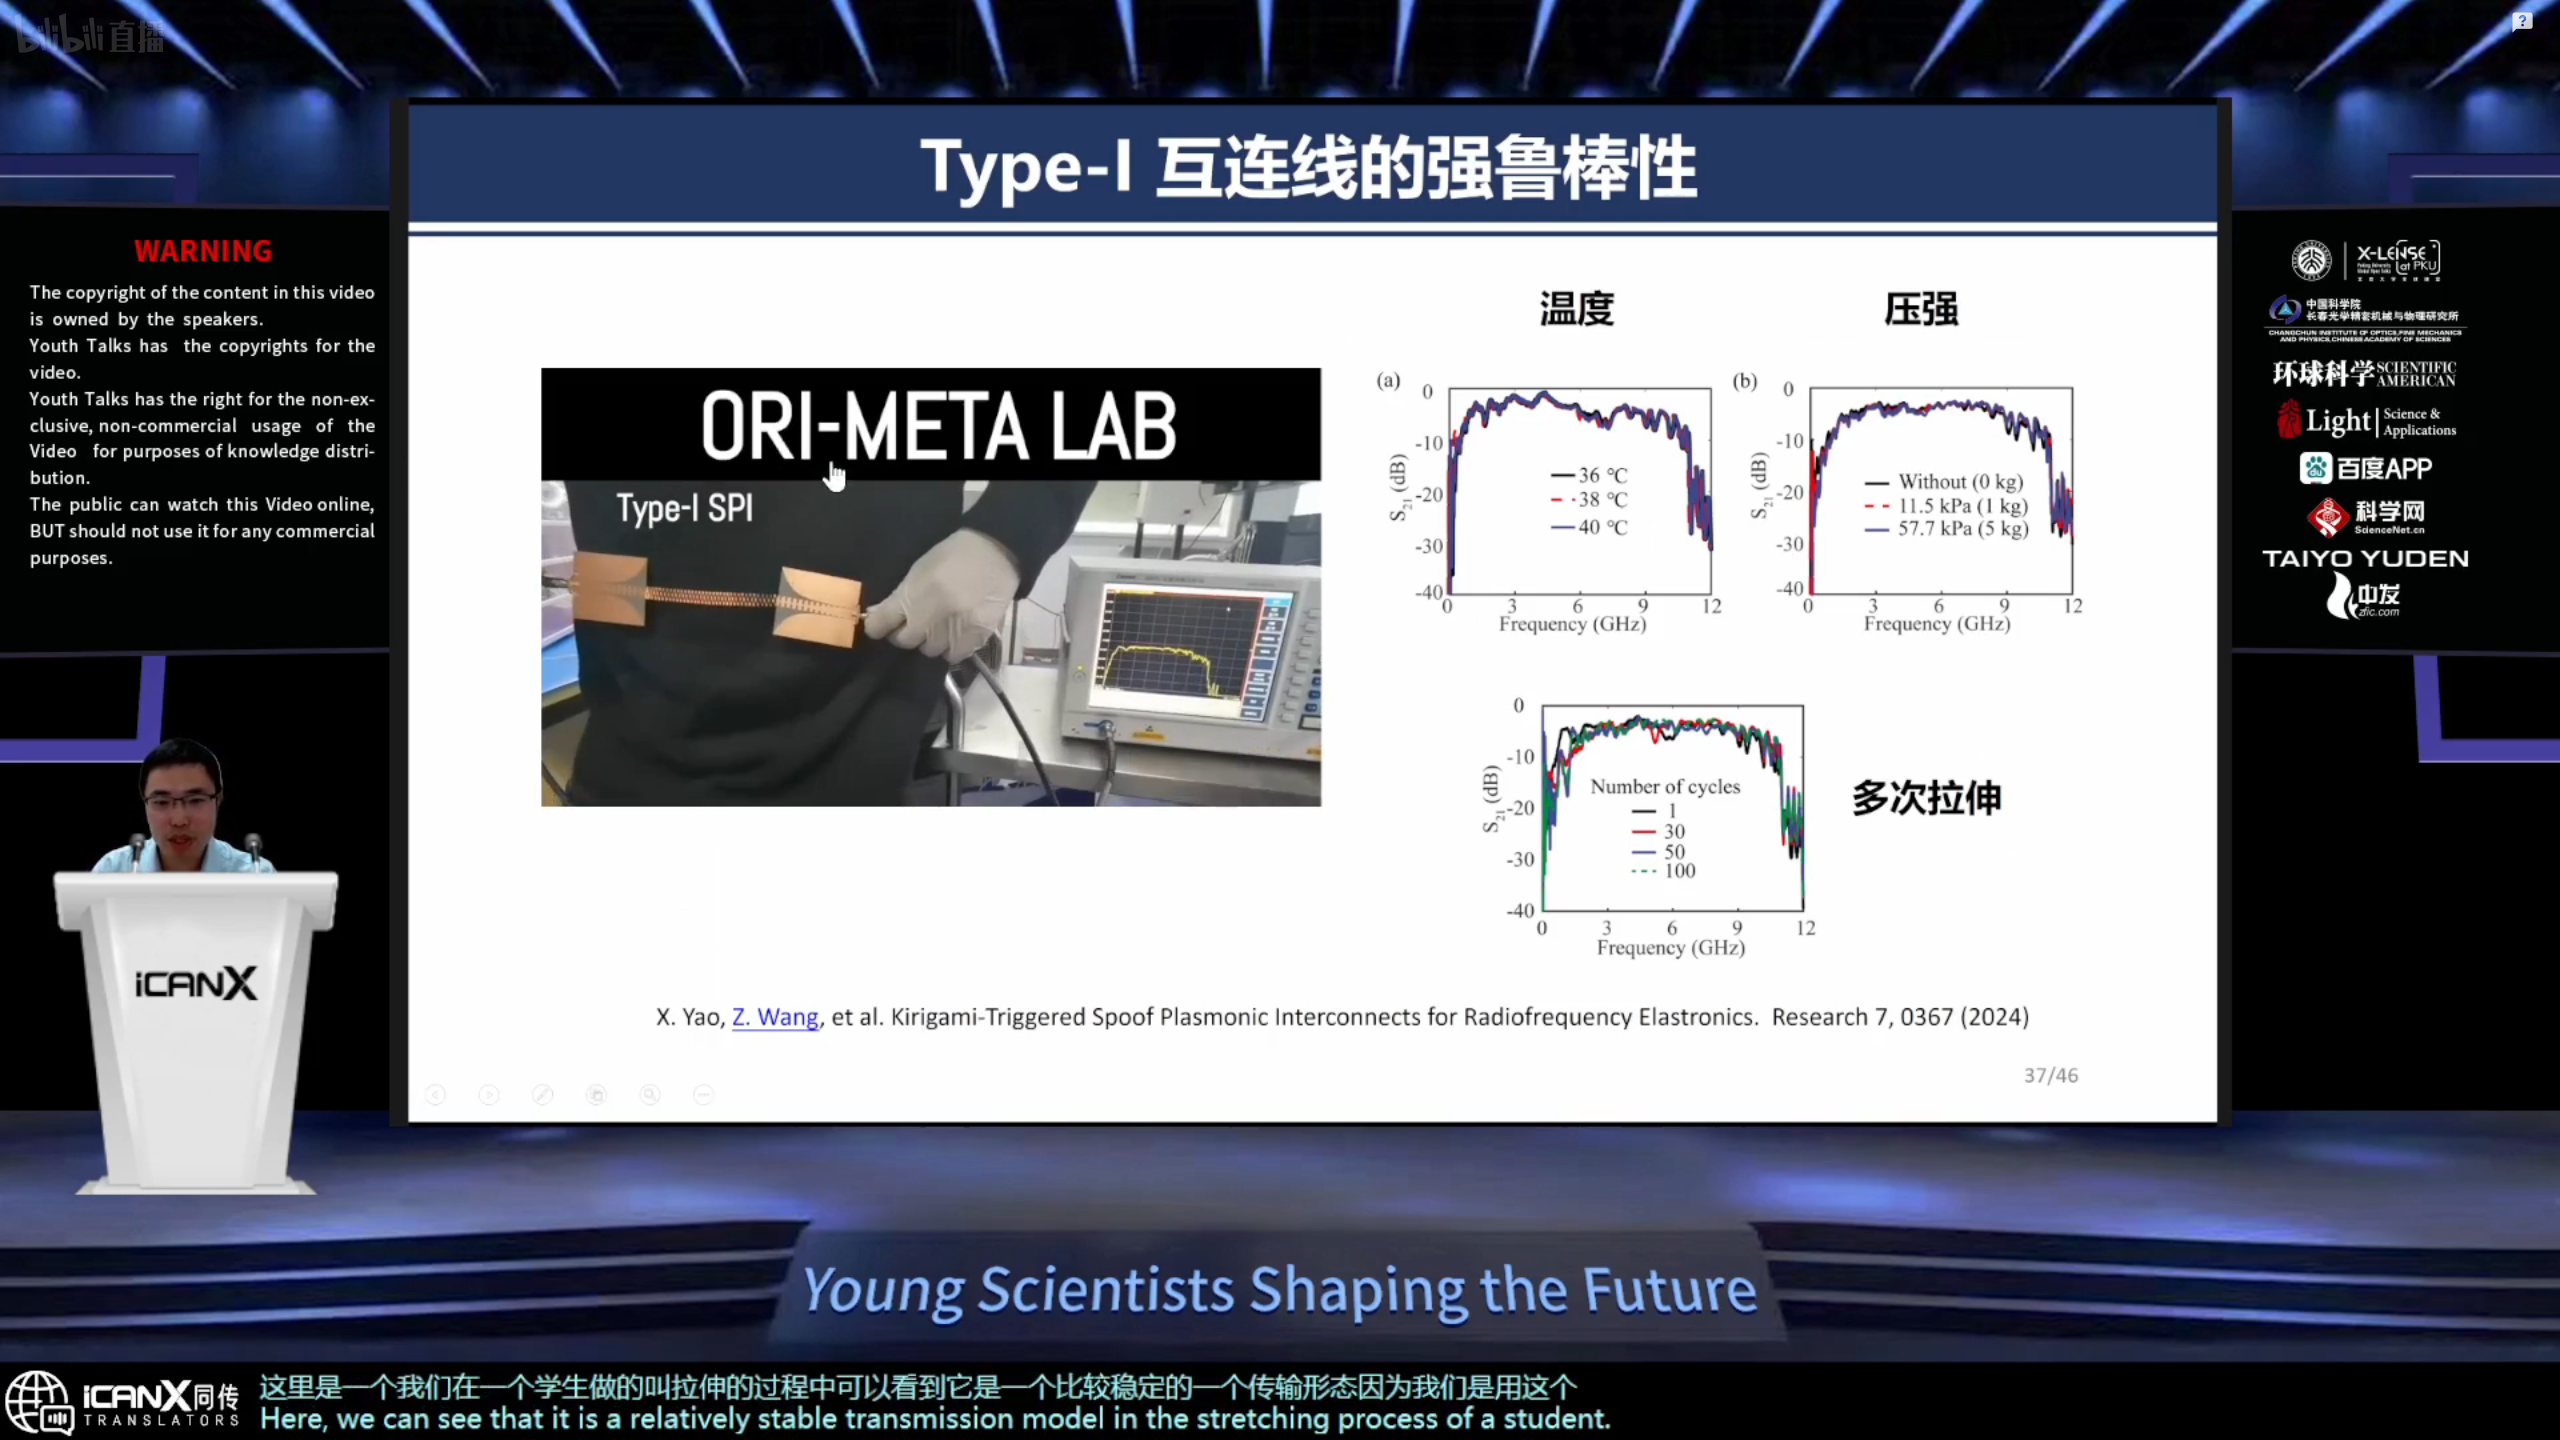 bilibili直播
WARNING
The copyright of the content in this video
is owned by the speakers.
Youth Talks has the copyrights for the
video.
Youth Talks has the right for the non-ex-
clusive, non-commercial usage of the
Video for purposes of knowledge distri-
bution.
The public can watch this Video online,
BUT should not use it for any commercial
purposes.
iCANX
Type-I 互连线的强鲁棒性
ORI-META LAB
Type-I SPI
温度
压强
(a)
0
-10
-20
-30
-40
S21 (dB)
36 ℃
38 ℃
40 ℃
0 3 6 9 12
Frequency (GHz)
(b)
0
-10
-20
-30
-40
S21 (dB)
Without (0 kg)
11.5 kPa (1 kg)
57.7 kPa (5 kg)
0 3 6 9 12
Frequency (GHz)
0
-10
-20
-30
-40
S21 (dB)
Number of cycles
1
30
50
100
0 3 6 9 12
Frequency (GHz)
多次拉伸
X. Yao, Z. Wang, et al. Kirigami-Triggered Spoof Plasmonic Interconnects for Radiofrequency Elastronics. Research 7, 0367 (2024)
37/46
?
X-LENSE
at PKU
中国科学院
长春光学精密机械与物理研究所
CHANGCHUN INSTITUTE OF OPTICS,FINE MECHANICS
AND PHYSICS,CHINESE ACADEMY OF SCIENCES
环球科学 SCIENTIFIC
AMERICAN
Light Science &
Applications
du 百度APP
科学网
ScienceNet.cn
TAIYO YUDEN
中发
zfic.com
Young Scientists Shaping the Future
iCANX同传
TRANSLATORS
这里是一个我们在一个学生做的叫拉伸的过程中可以看到它是一个比较稳定的一个传输形态因为我们是用这个
Here, we can see that it is a relatively stable transmission model in the stretching process of a student.